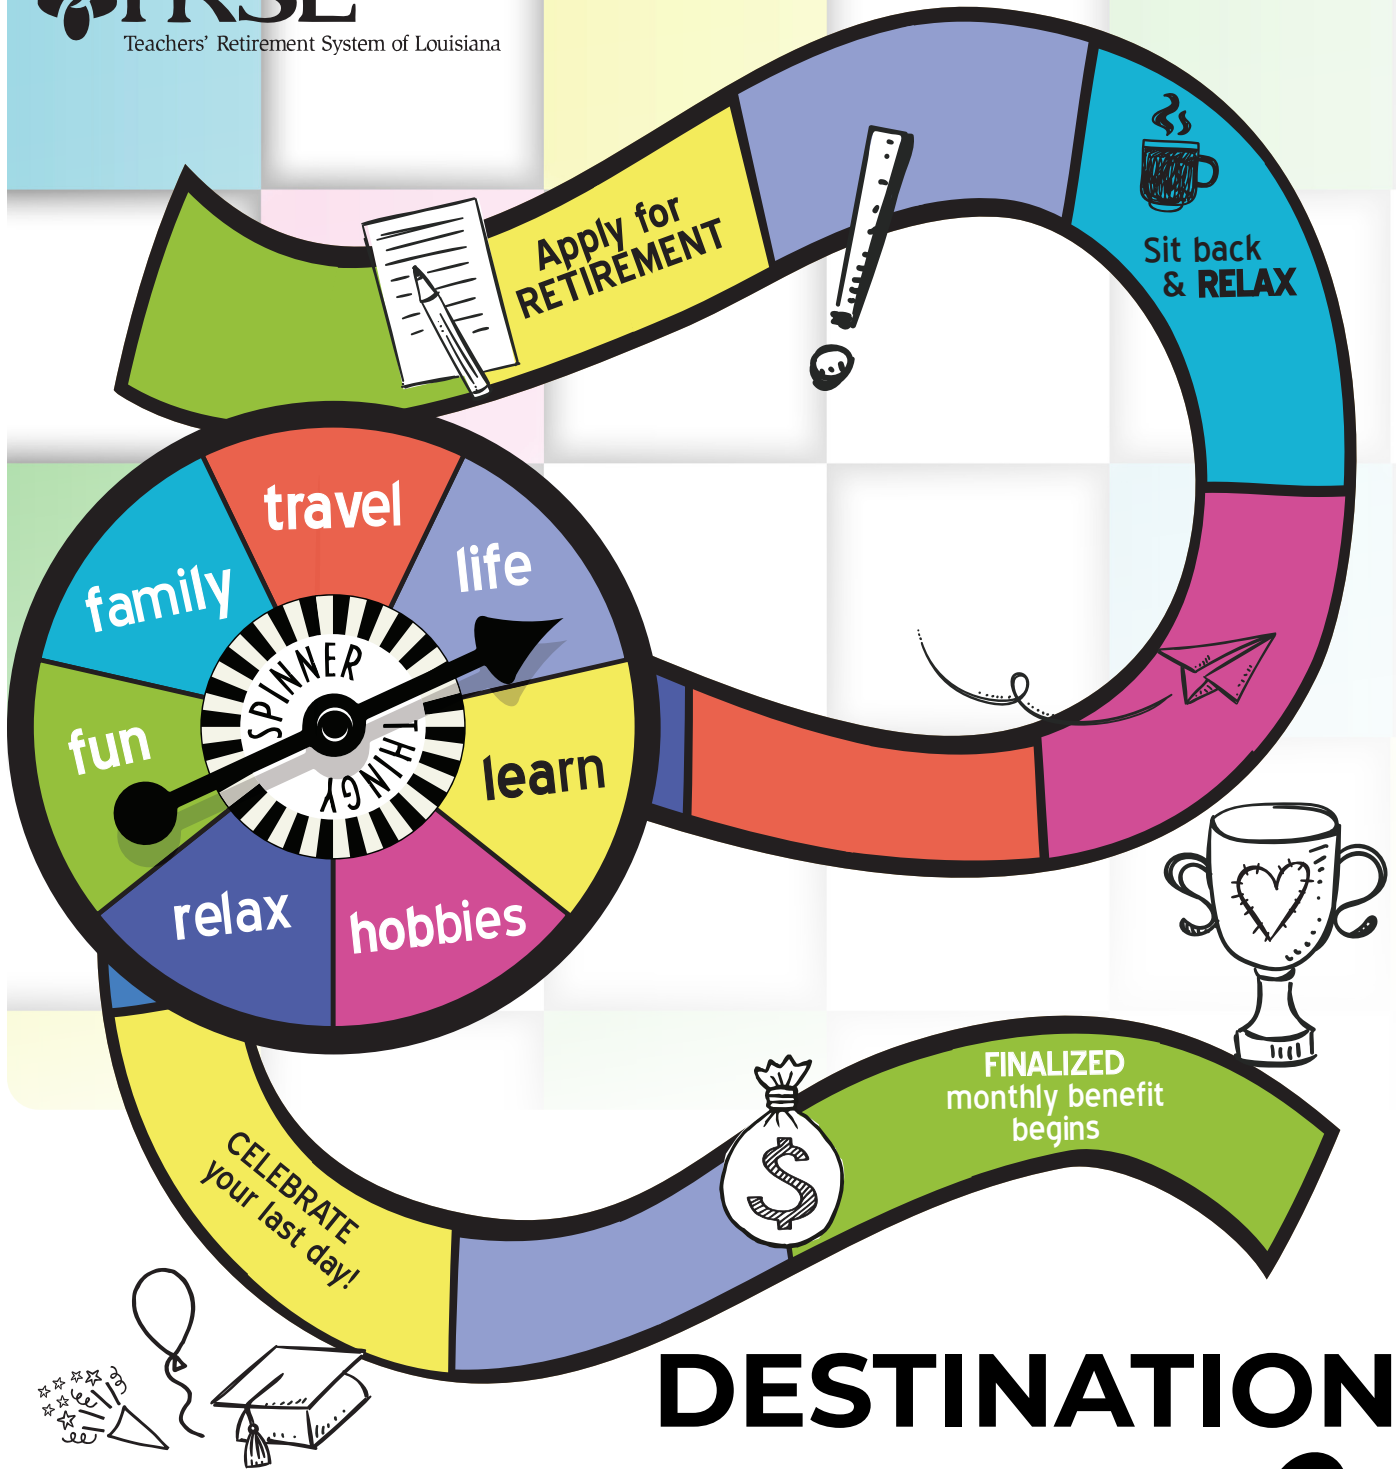 TRSL
Teachers’ Retirement System of Louisiana
Apply for
RETIREMENT
Sit back
& RELAX
travel
life
family
SPINNER
THINGY
fun
learn
relax
hobbies
FINALIZED
monthly benefit
begins
$
CELEBRATE
your last day!
DESTINATION